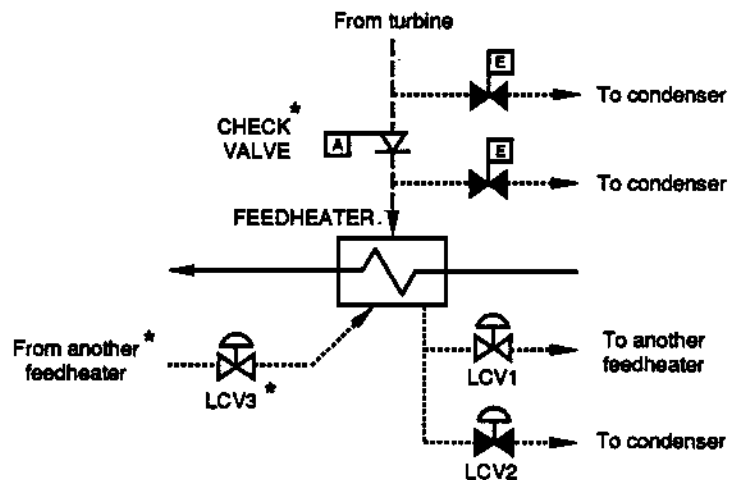 From turbine
E
To condenser
CHECK*
VALVE
A
E
To condenser
FEEDHEATER.
From another*
feedheater
LCV3*
LCV1
To another
feedheater
LCV2
To condenser